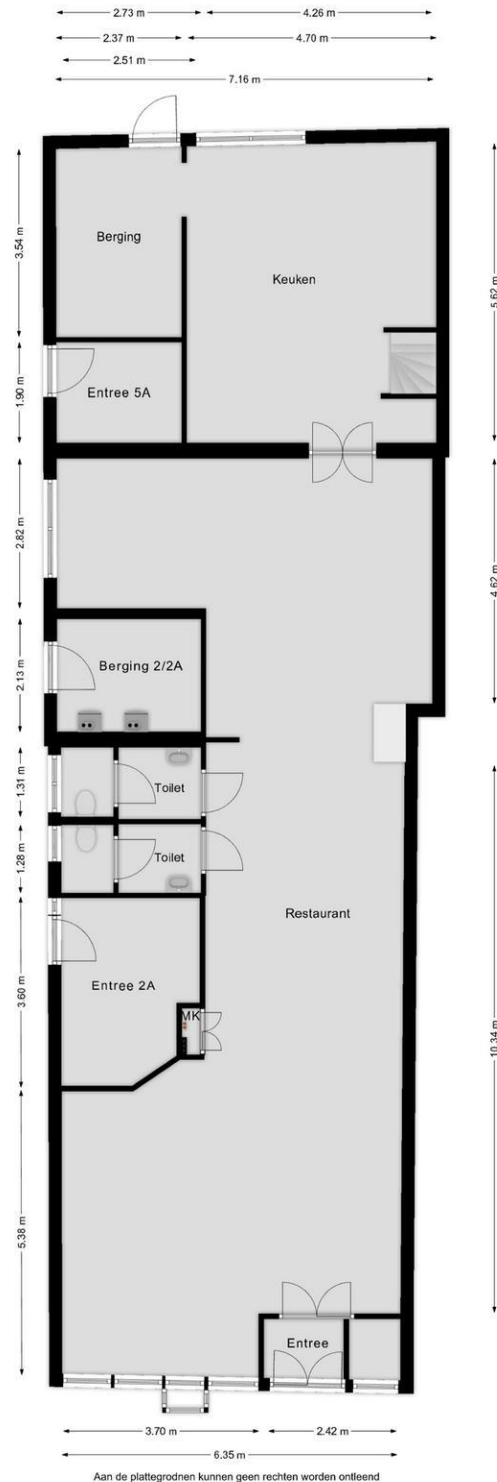 2.73 m 4.26 m
2.37 m 4.70 m
2.51 m
7.16 m
3.54 m
5.62 m
Berging
Keuken
1.90 m
Entree 5A
2.82 m
4.62 m
2.13 m
Berging 2/2A
1.31 m
Toilet
1.28 m
Toilet
Restaurant
3.60 m
Entree 2A
MK
10.34 m
5.38 m
Entree
3.70 m 2.42 m
6.35 m
Aan de plattegrodnen kunnen geen rechten worden ontleend